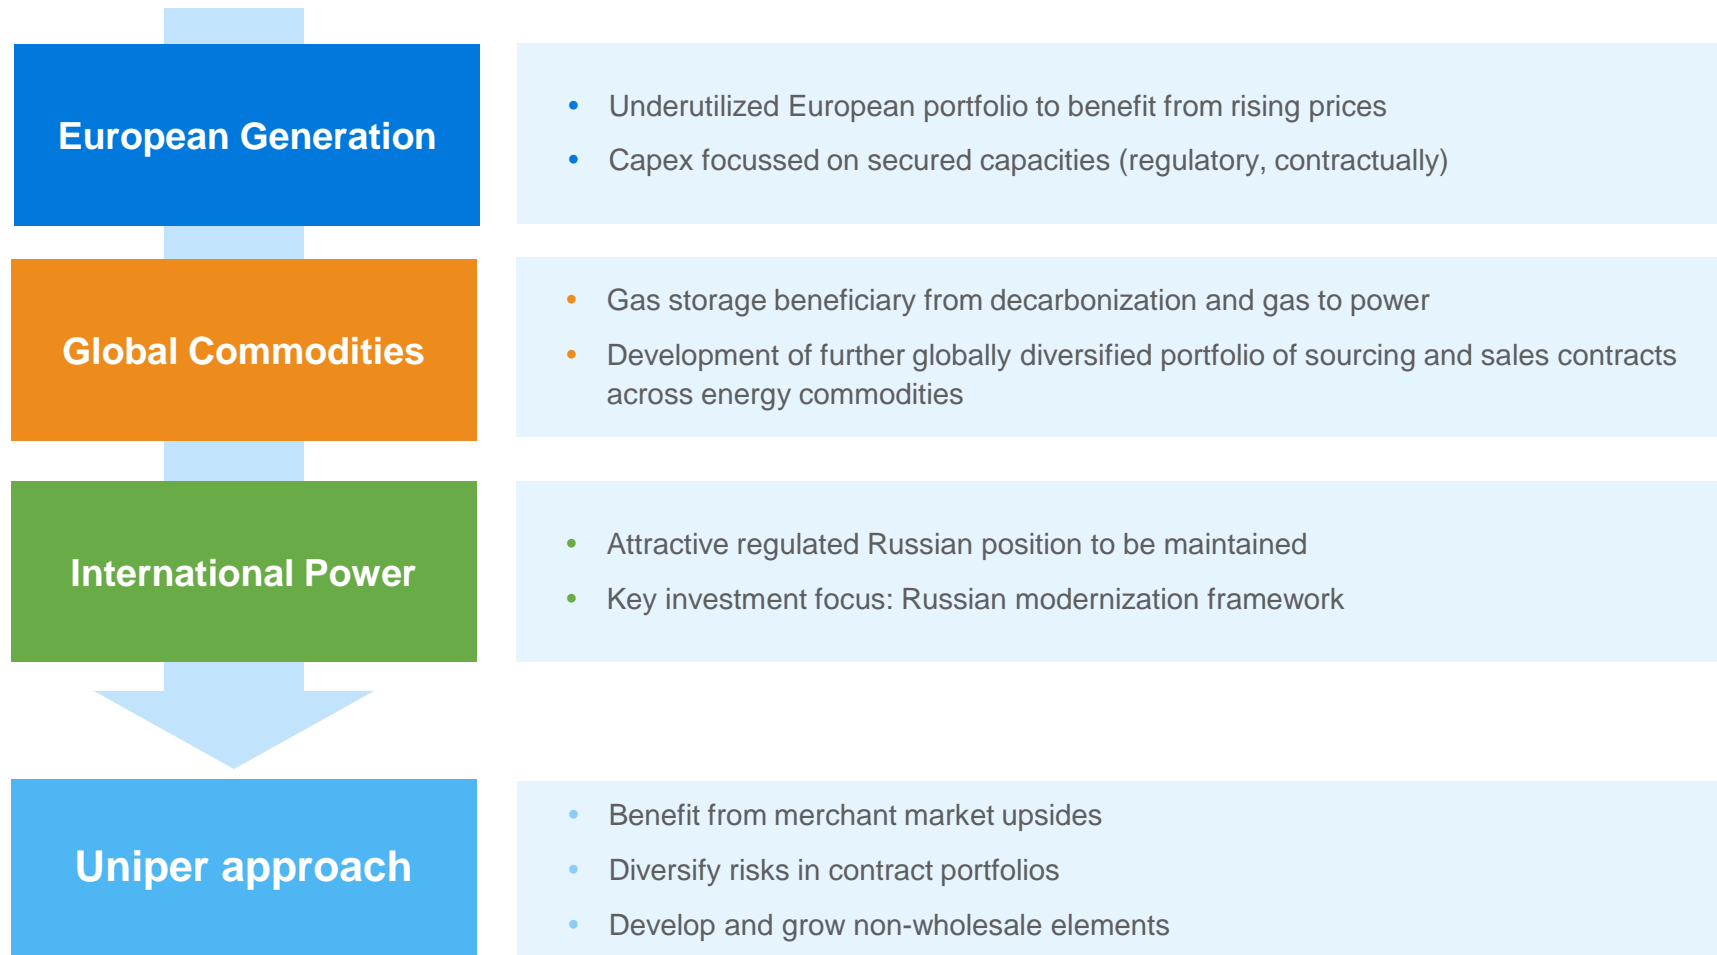 European Generation
• Underutilized European portfolio to benefit from rising prices
• Capex focussed on secured capacities (regulatory, contractually)
Global Commodities
• Gas storage beneficiary from decarbonization and gas to power
• Development of further globally diversified portfolio of sourcing and sales contracts
across energy commodities
International Power
• Attractive regulated Russian position to be maintained
• Key investment focus: Russian modernization framework
Uniper approach
• Benefit from merchant market upsides
• Diversify risks in contract portfolios
• Develop and grow non-wholesale elements